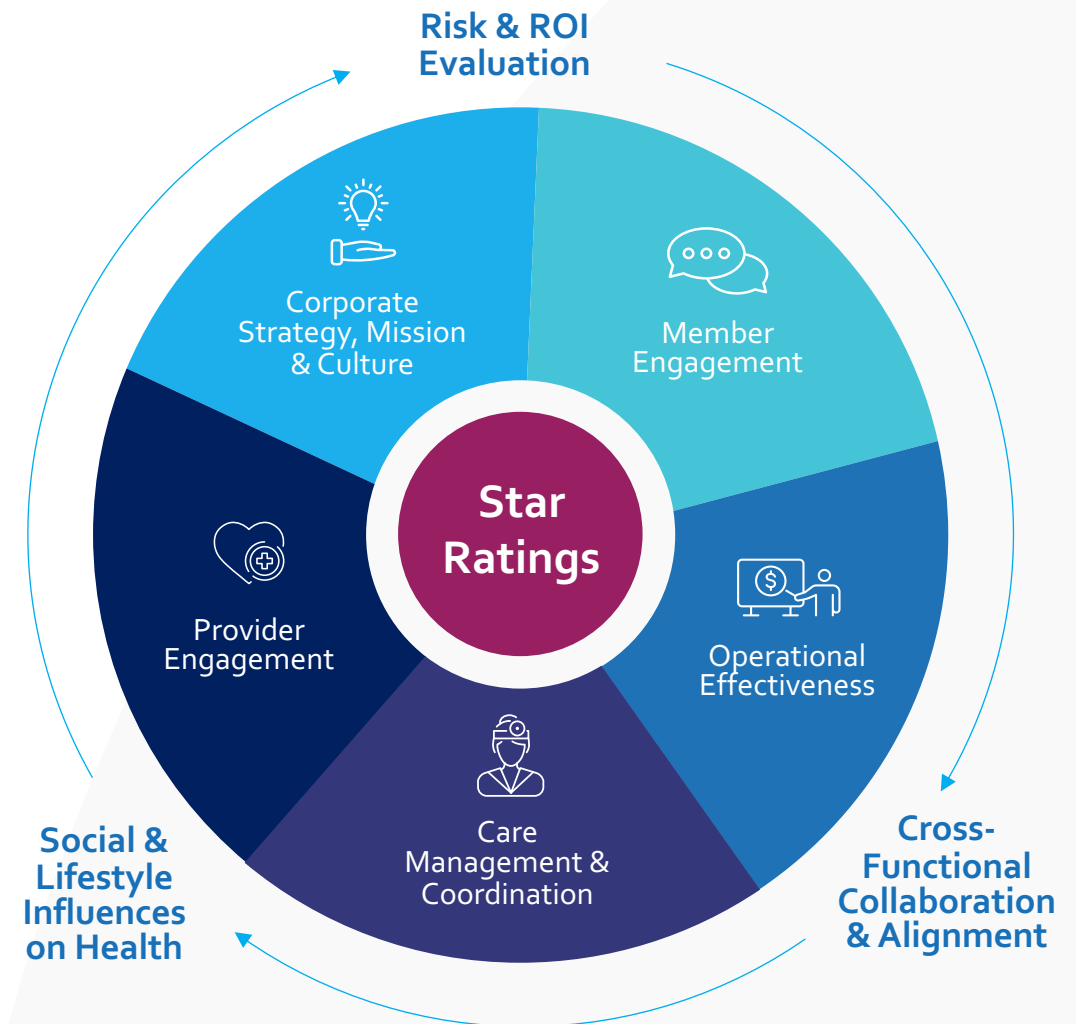 Risk & ROI
Evaluation
Corporate
Strategy, Mission
& Culture
Member
Engagement
Star
Ratings
Provider
Engagement
Operational
Effectiveness
Care
Management &
Coordination
Social &
Lifestyle
Influences
on Health
Cross-
Functional
Collaboration
& Alignment